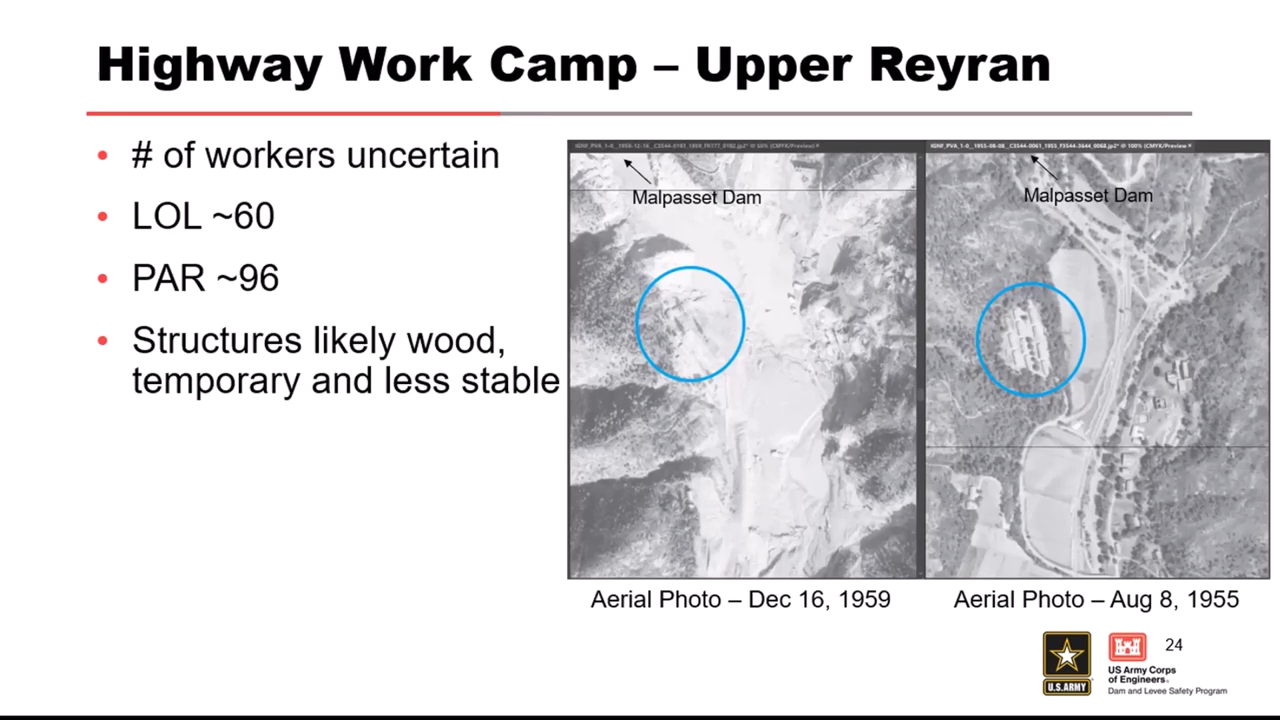 Highway Work Camp – Upper Reyran
• # of workers uncertain
• LOL ~60
• PAR ~96
• Structures likely wood,
temporary and less stable
Malpasset Dam
Malpasset Dam
Aerial Photo – Dec 16, 1959
Aerial Photo – Aug 8, 1955
24
U.S.ARMY
US Army Corps
of Engineers®
Dam and Levee Safety Program